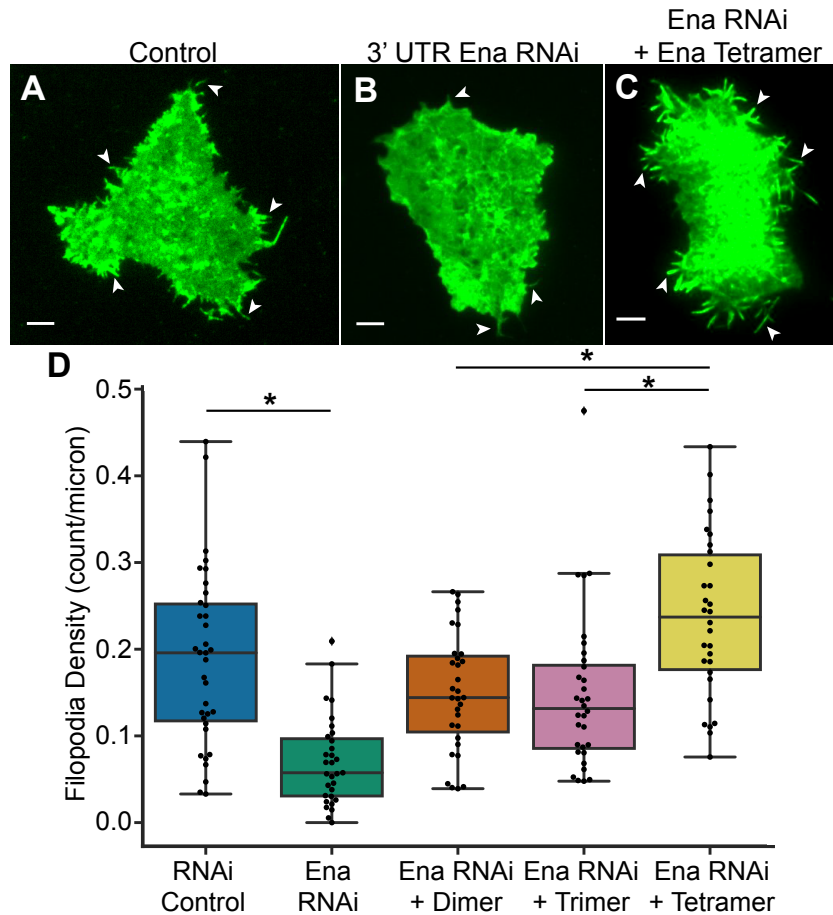 Control
3' UTR Ena RNAi
Ena RNAi
+ Ena Tetramer
A
B
C
D
*
*
*
Filopodia Density (count/micron)
0.5
0.4
0.3
0.2
0.1
0.0
RNAi
Control
Ena
RNAi
Ena RNAi
+ Dimer
Ena RNAi
+ Trimer
Ena RNAi
+ Tetramer